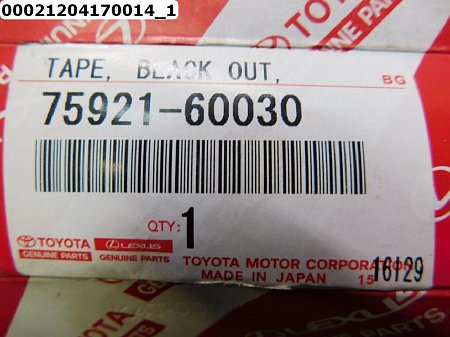 00021204170014_1
TAPE, BLACK OUT,
BG
75921-60030
QTY: 1
TOYOTA LEXUS
GENUINE PARTS GENUINE PARTS
TOYOTA MOTOR CORPORATION
MADE IN JAPAN 15
16129